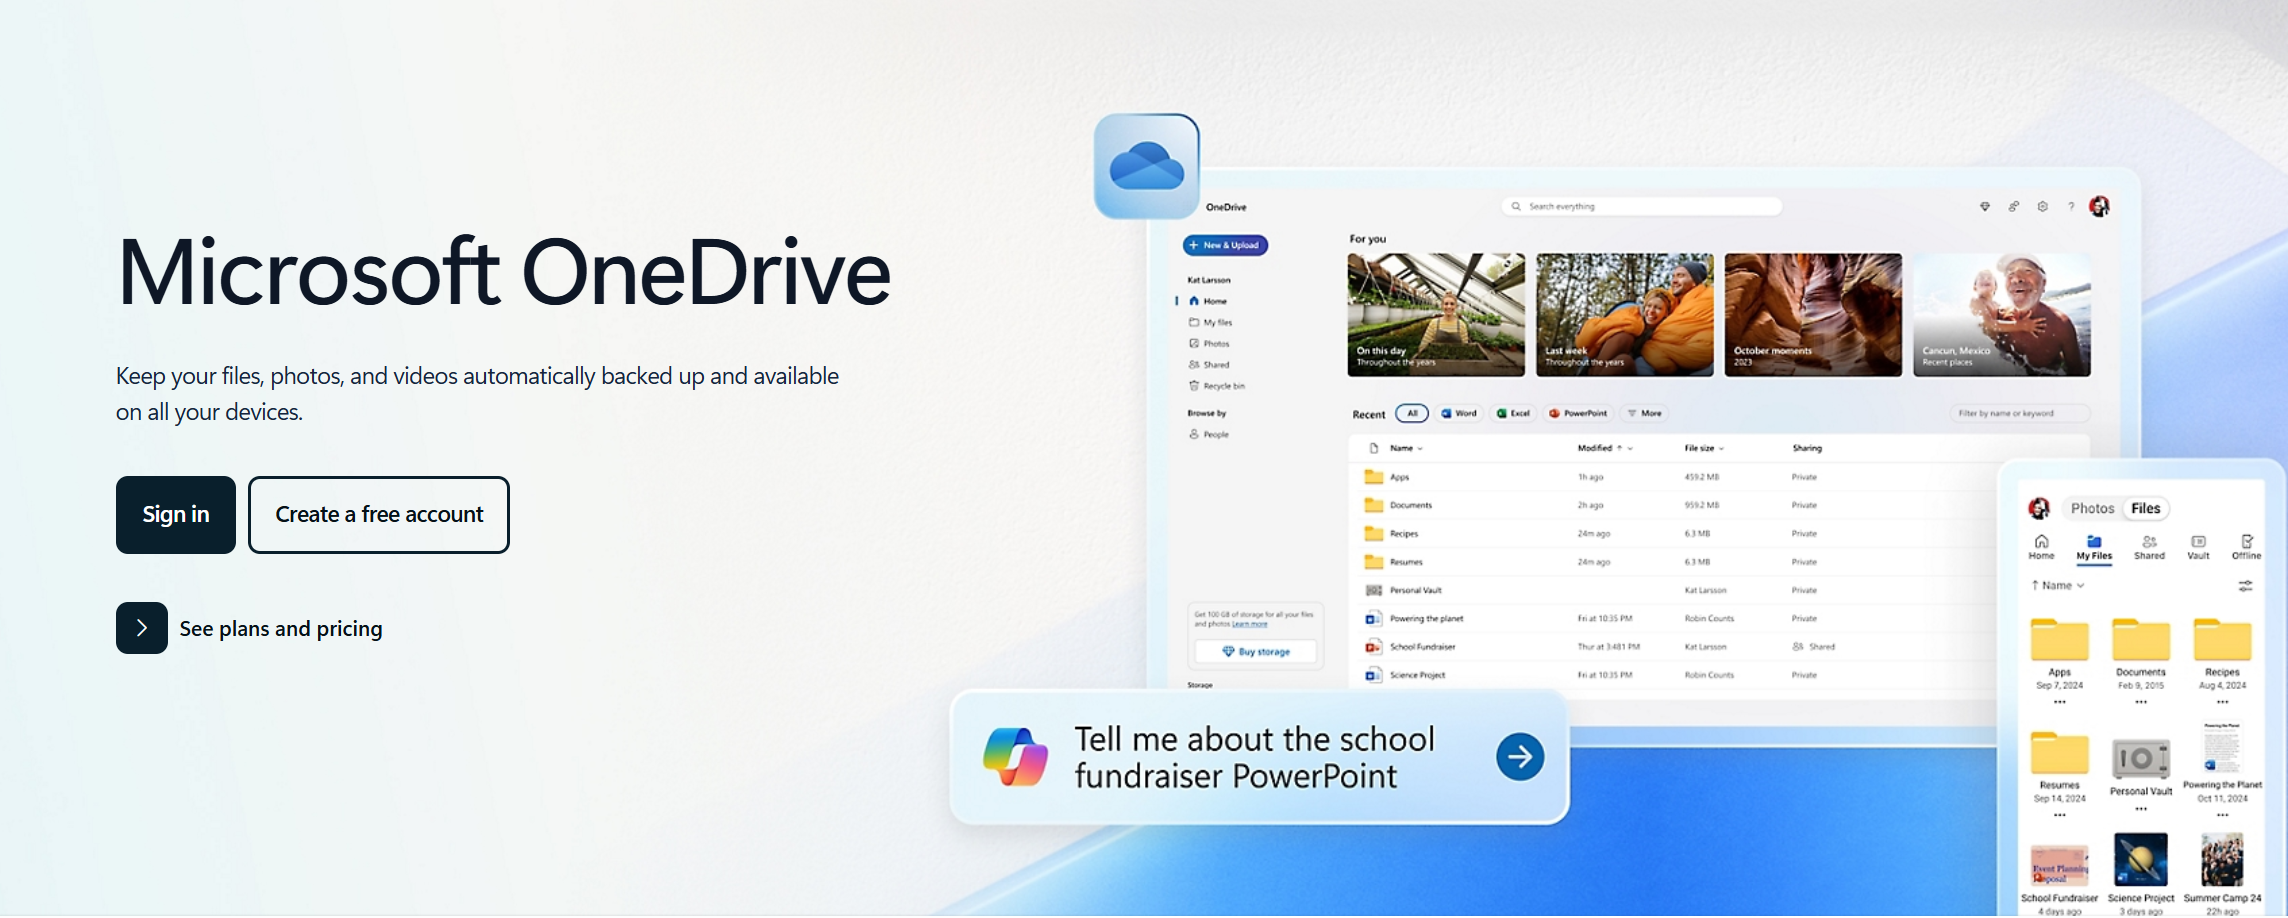 Microsoft OneDrive
Keep your files, photos, and videos automatically backed up and available
on all your devices.
Sign in
Create a free account
See plans and pricing
OneDrive
Search everything
?
New & Upload
Kat Larsson
Home
My files
Photos
Shared
Recycle bin
Browse by
People
Get 100 GB of storage for all your files
and photos Learn more
Buy storage
Storage
For you
On this day
Throughout the years
Last week
Throughout the years
October moments
2023
Cancun, Mexico
Recent places
Recent All Word Excel PowerPoint More
Filter by name or keyword
Name Modified File size Sharing
Apps 1h ago 459.2 MB Private
Documents 2h ago 959.2 MB Private
Recipes 24m ago 6.3 MB Private
Resumes 24m ago 6.3 MB Private
Personal Vault Kat Larsson Private
Powering the planet Fri at 10:35 PM Robin Counts Private
School Fundraiser Thur at 3:481 PM Kat Larsson Shared
Science Project Fri at 10:35 PM Robin Counts Private
Tell me about the school
fundraiser PowerPoint
Photos Files
Home My Files Shared Vault Offline
Name
Apps Documents Recipes
Sep 7, 2024 Feb 9, 2015 Aug 4, 2024
Powering the Planet
Resumes Personal Vault Powering the Planet
Sep 14, 2024 Oct 11, 2024
Event Planning
Proposal
School Fundraiser Science Project Summer Camp 24
4 days ago 3 days ago 22h ago